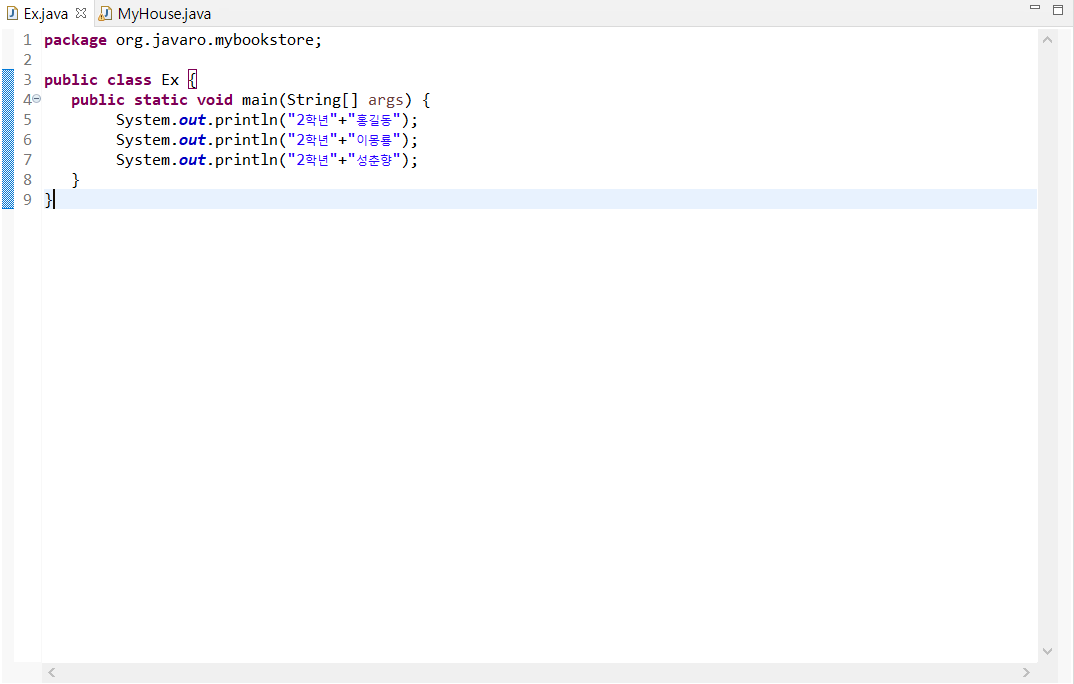 Ex.java MyHouse.java
1 package org.javaro.mybookstore;
2
3 public class Ex {
4 public static void main(String[] args) {
5 System.out.println("2학년"+"홍길동");
6 System.out.println("2학년"+"이몽룡");
7 System.out.println("2학년"+"성춘향");
8 }
9 }